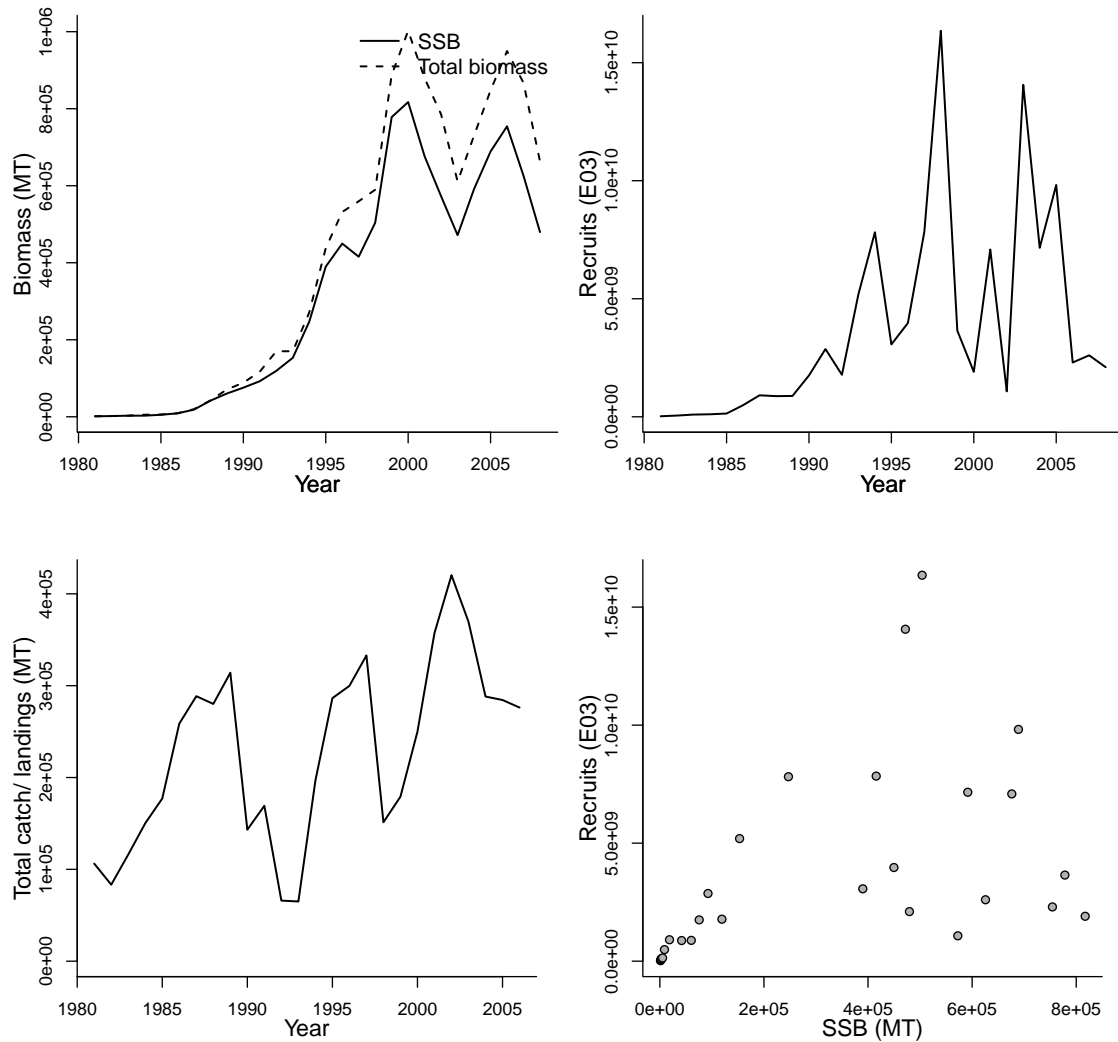 SSB
Total biomass
Biomass (MT)
0e+00 2e+05 4e+05 6e+05 8e+05 1e+06
1980 1985 1990 1995 2000 2005
Year
Recruits (E03)
0.0e+00 5.0e+09 1.0e+10 1.5e+10
1980 1985 1990 1995 2000 2005
Year
Total catch/ landings (MT)
0e+00 1e+05 2e+05 3e+05 4e+05
1980 1985 1990 1995 2000 2005
Year
Recruits (E03)
0.0e+00 5.0e+09 1.0e+10 1.5e+10
0e+00 2e+05 4e+05 6e+05 8e+05
SSB (MT)